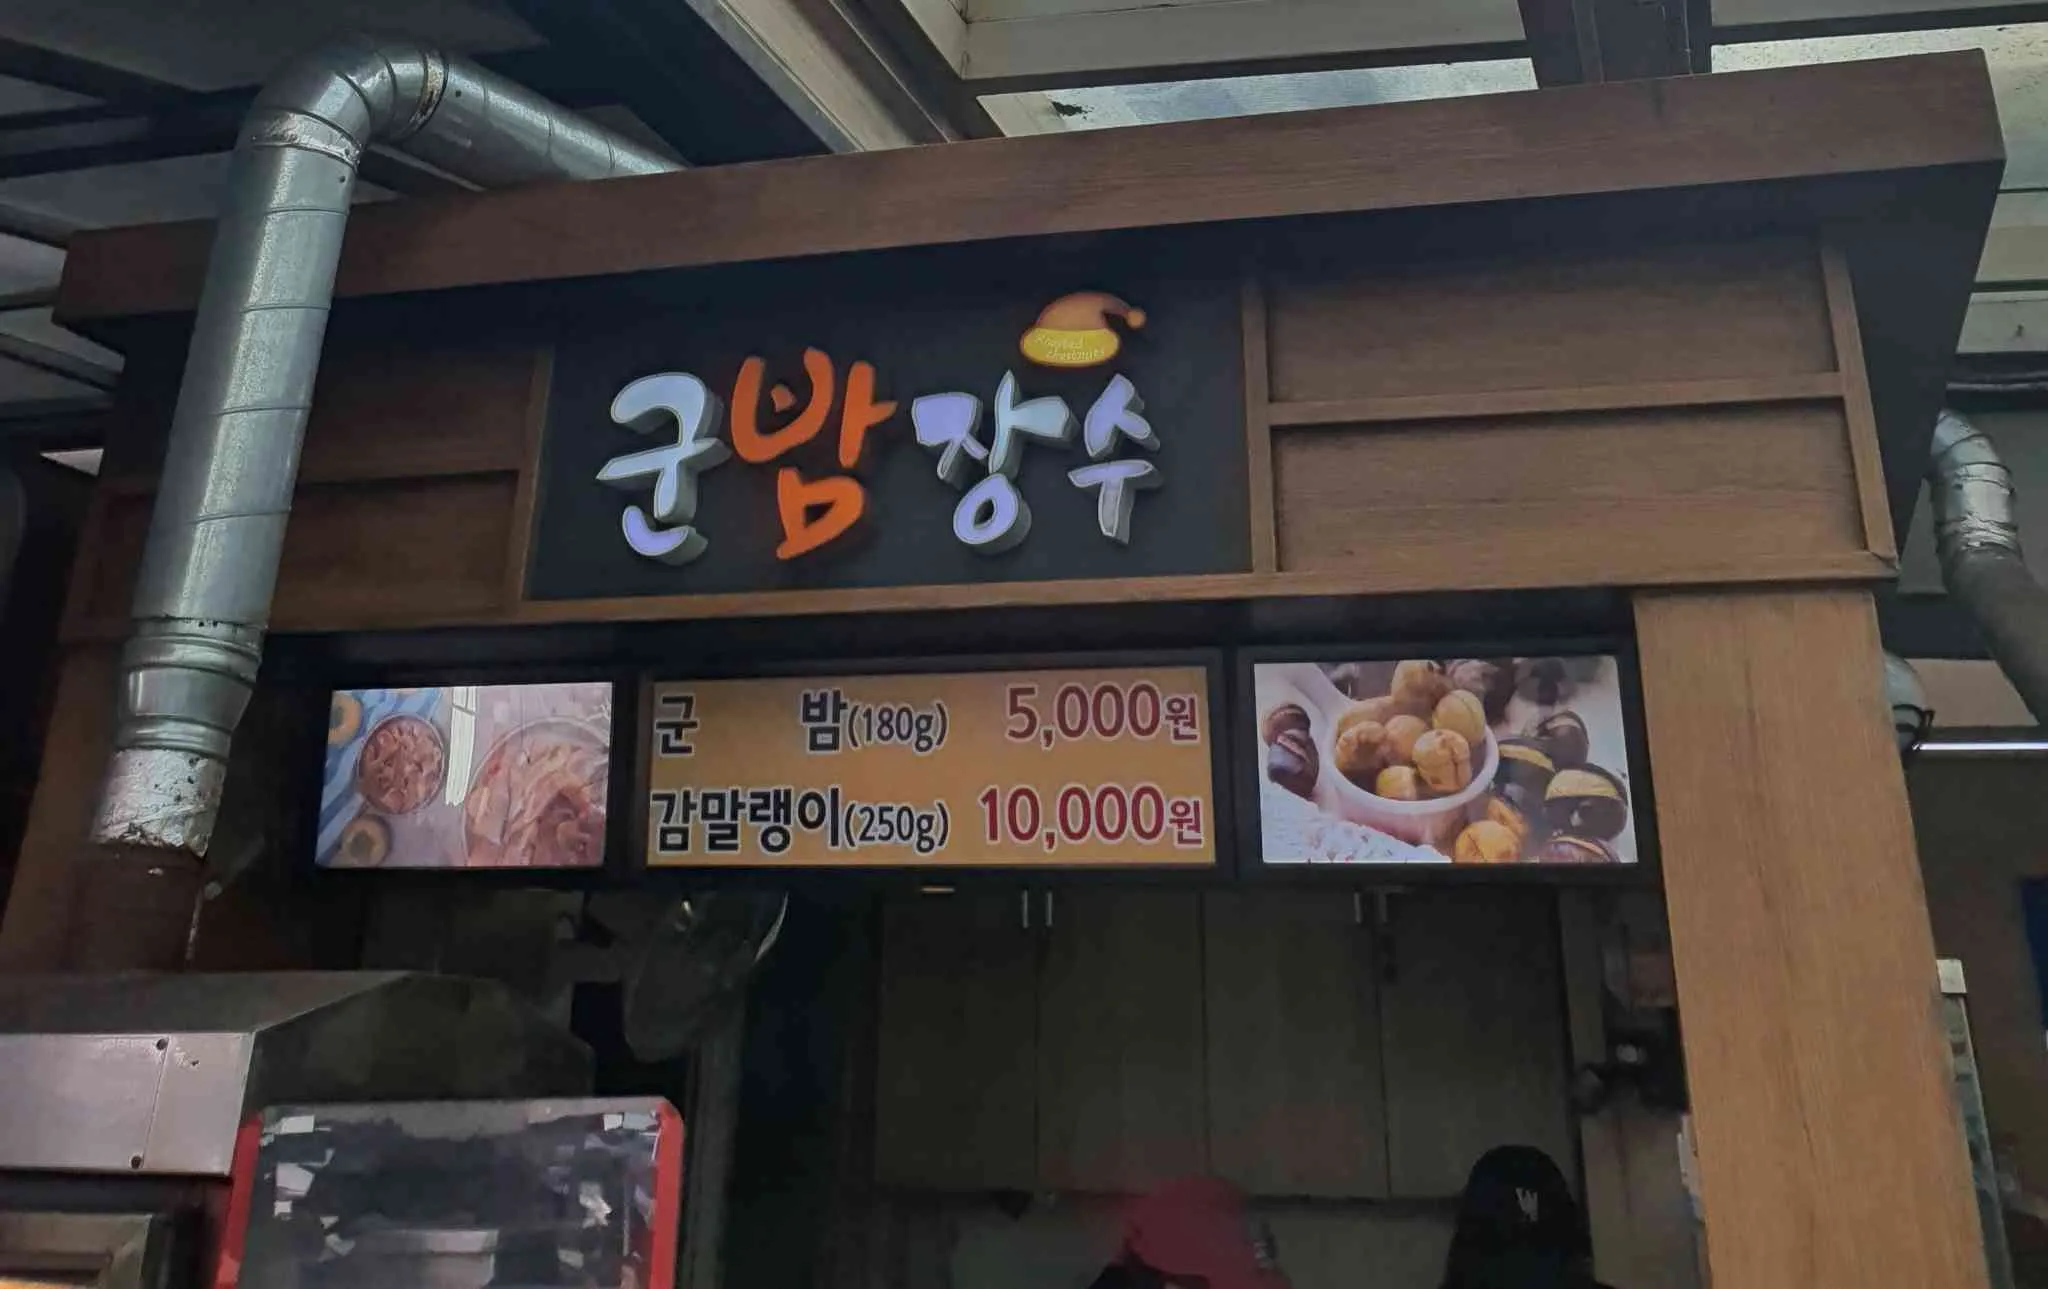 Roasted
chestnuts
군밤장수
군 밤(180g) 5,000원
감말랭이(250g) 10,000원
W